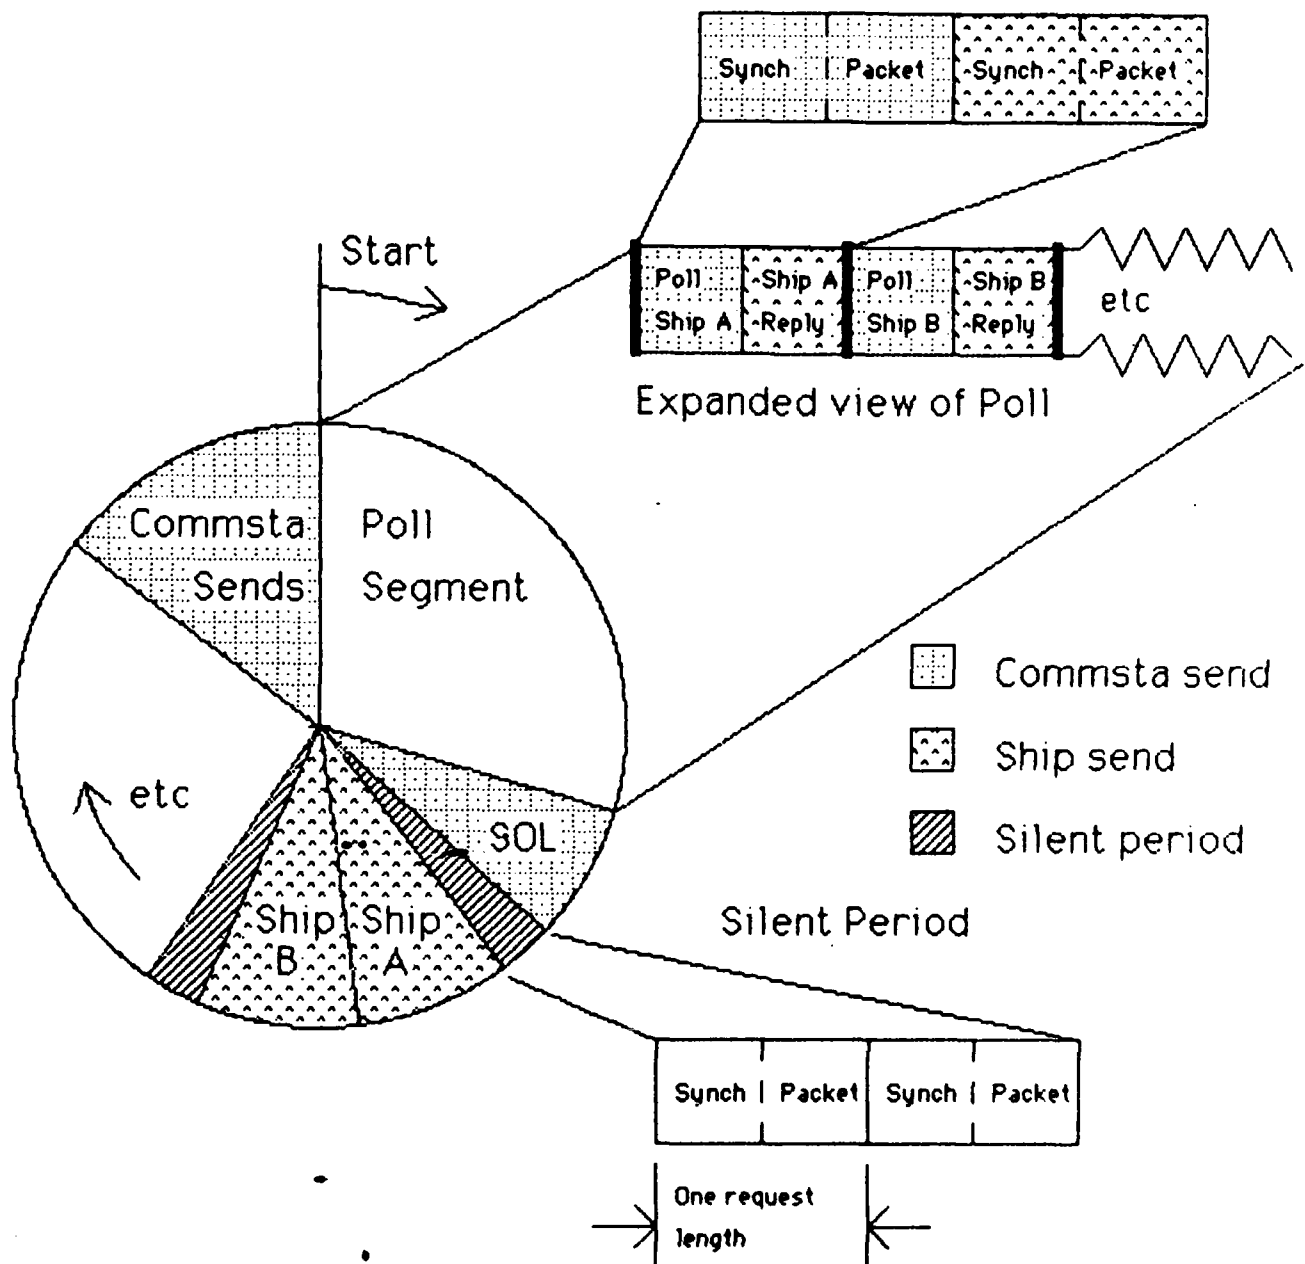 Synch | Packet Synch | Packet
Start
Poll Ship A Poll Ship B
Ship A Reply Ship B Reply
etc
Expanded view of Poll
Commsta Poll
Sends Segment
Commsta send
Ship send
Silent period
etc
SOL
Ship Ship
B A
Silent Period
Synch | Packet Synch | Packet
One request
length